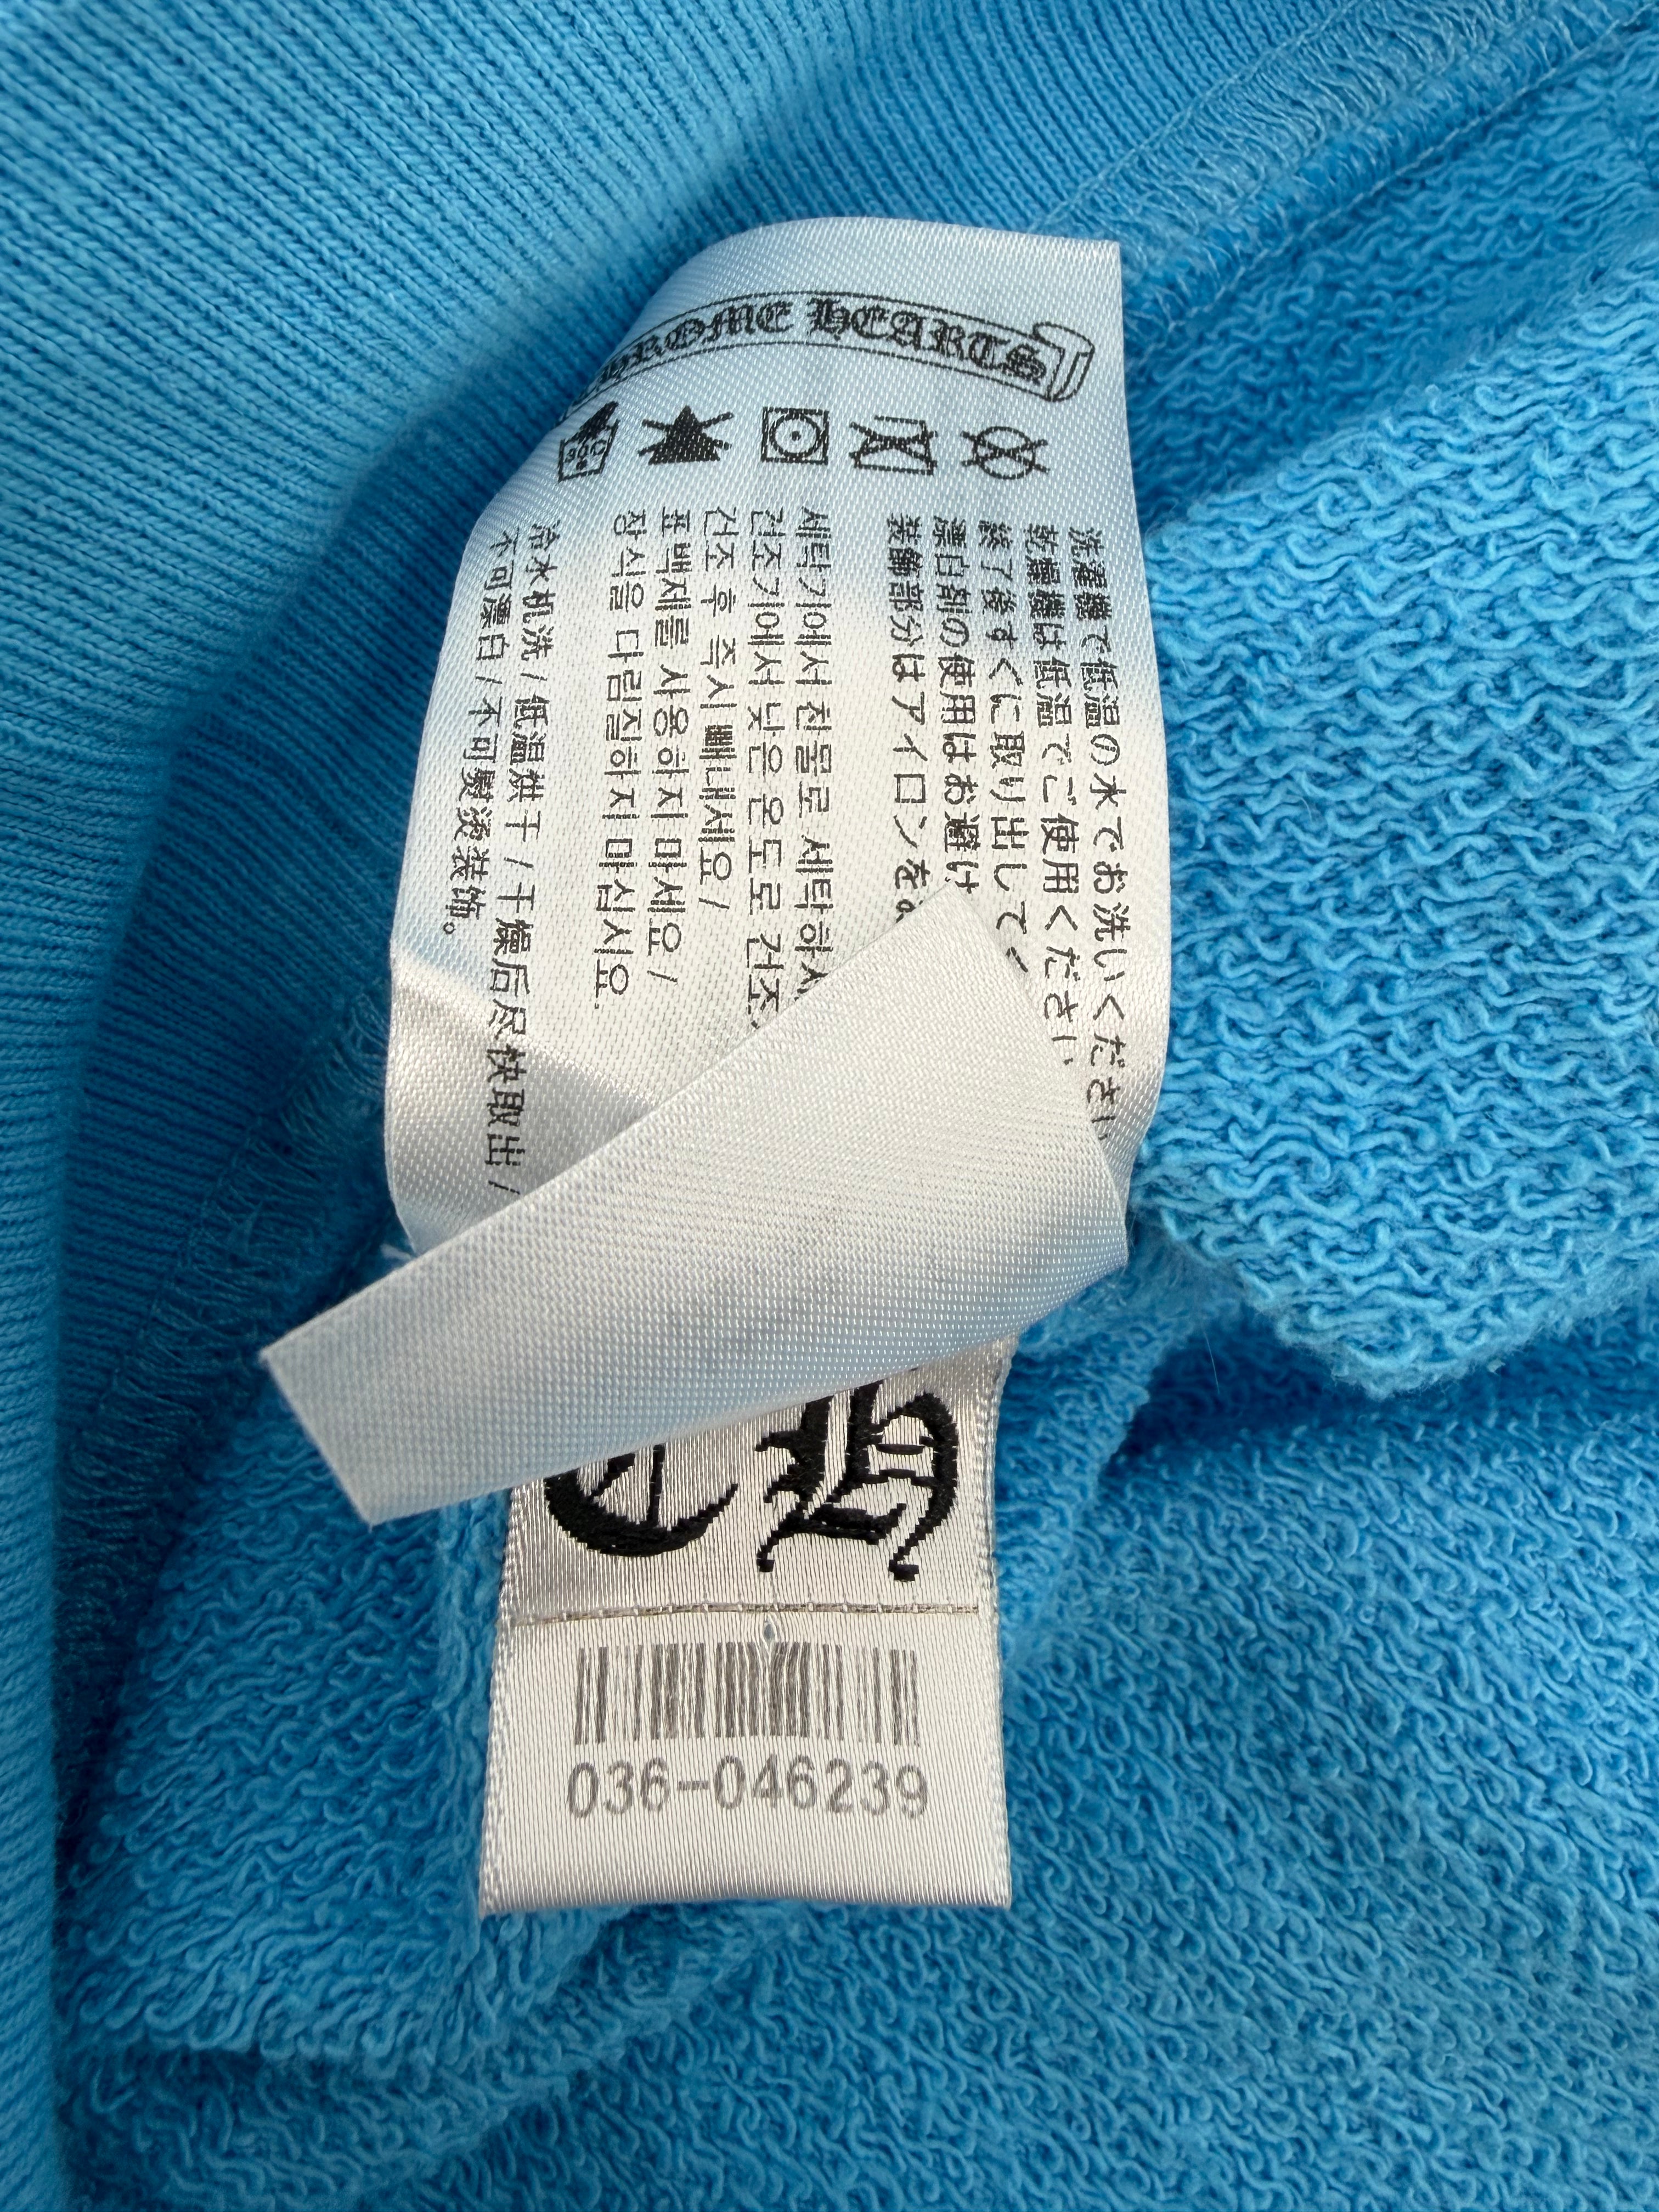 CHROME HEARTS
30C
洗濯機で低温の水でお洗いください
乾燥機は低温でご使用ください
終了後すぐに取り出して
漂白剤の使用はお避け
装飾部分はアイロンを
세탁기에서 찬물로 세탁하
건조기에서 낮은 온도로 건조
건조 후 즉시 빼내세요 /
표백제를 사용하지 마세요 /
장식을 다림질하지 마십시요.
冷水机洗 / 低温烘干 / 干燥后尽快取出 /
不可漂白 / 不可熨烫装饰。
CH
036-046239